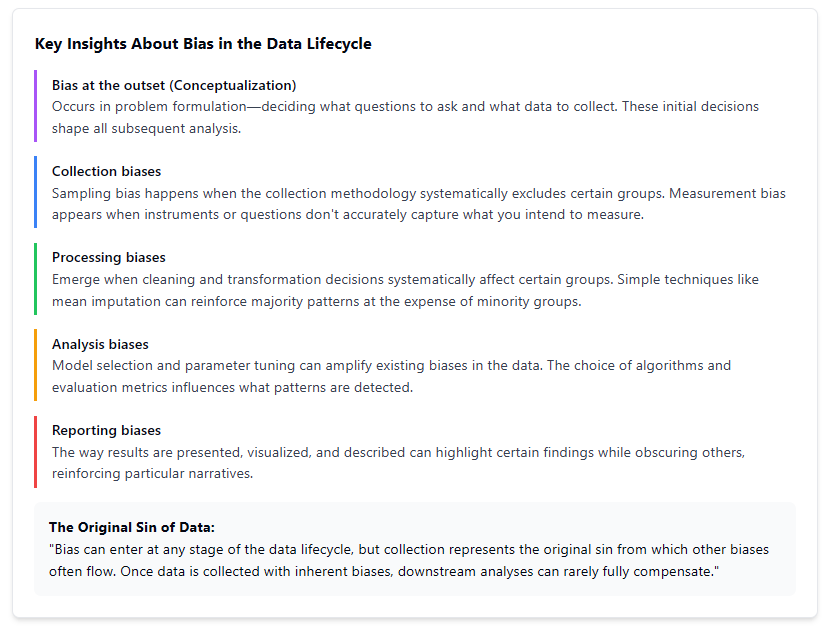 Key Insights About Bias in the Data Lifecycle
Bias at the outset (Conceptualization)
Occurs in problem formulation—deciding what questions to ask and what data to collect. These initial decisions
shape all subsequent analysis.
Collection biases
Sampling bias happens when the collection methodology systematically excludes certain groups. Measurement bias
appears when instruments or questions don't accurately capture what you intend to measure.
Processing biases
Emerge when cleaning and transformation decisions systematically affect certain groups. Simple techniques like
mean imputation can reinforce majority patterns at the expense of minority groups.
Analysis biases
Model selection and parameter tuning can amplify existing biases in the data. The choice of algorithms and
evaluation metrics influences what patterns are detected.
Reporting biases
The way results are presented, visualized, and described can highlight certain findings while obscuring others,
reinforcing particular narratives.
The Original Sin of Data:
"Bias can enter at any stage of the data lifecycle, but collection represents the original sin from which other biases
often flow. Once data is collected with inherent biases, downstream analyses can rarely fully compensate."